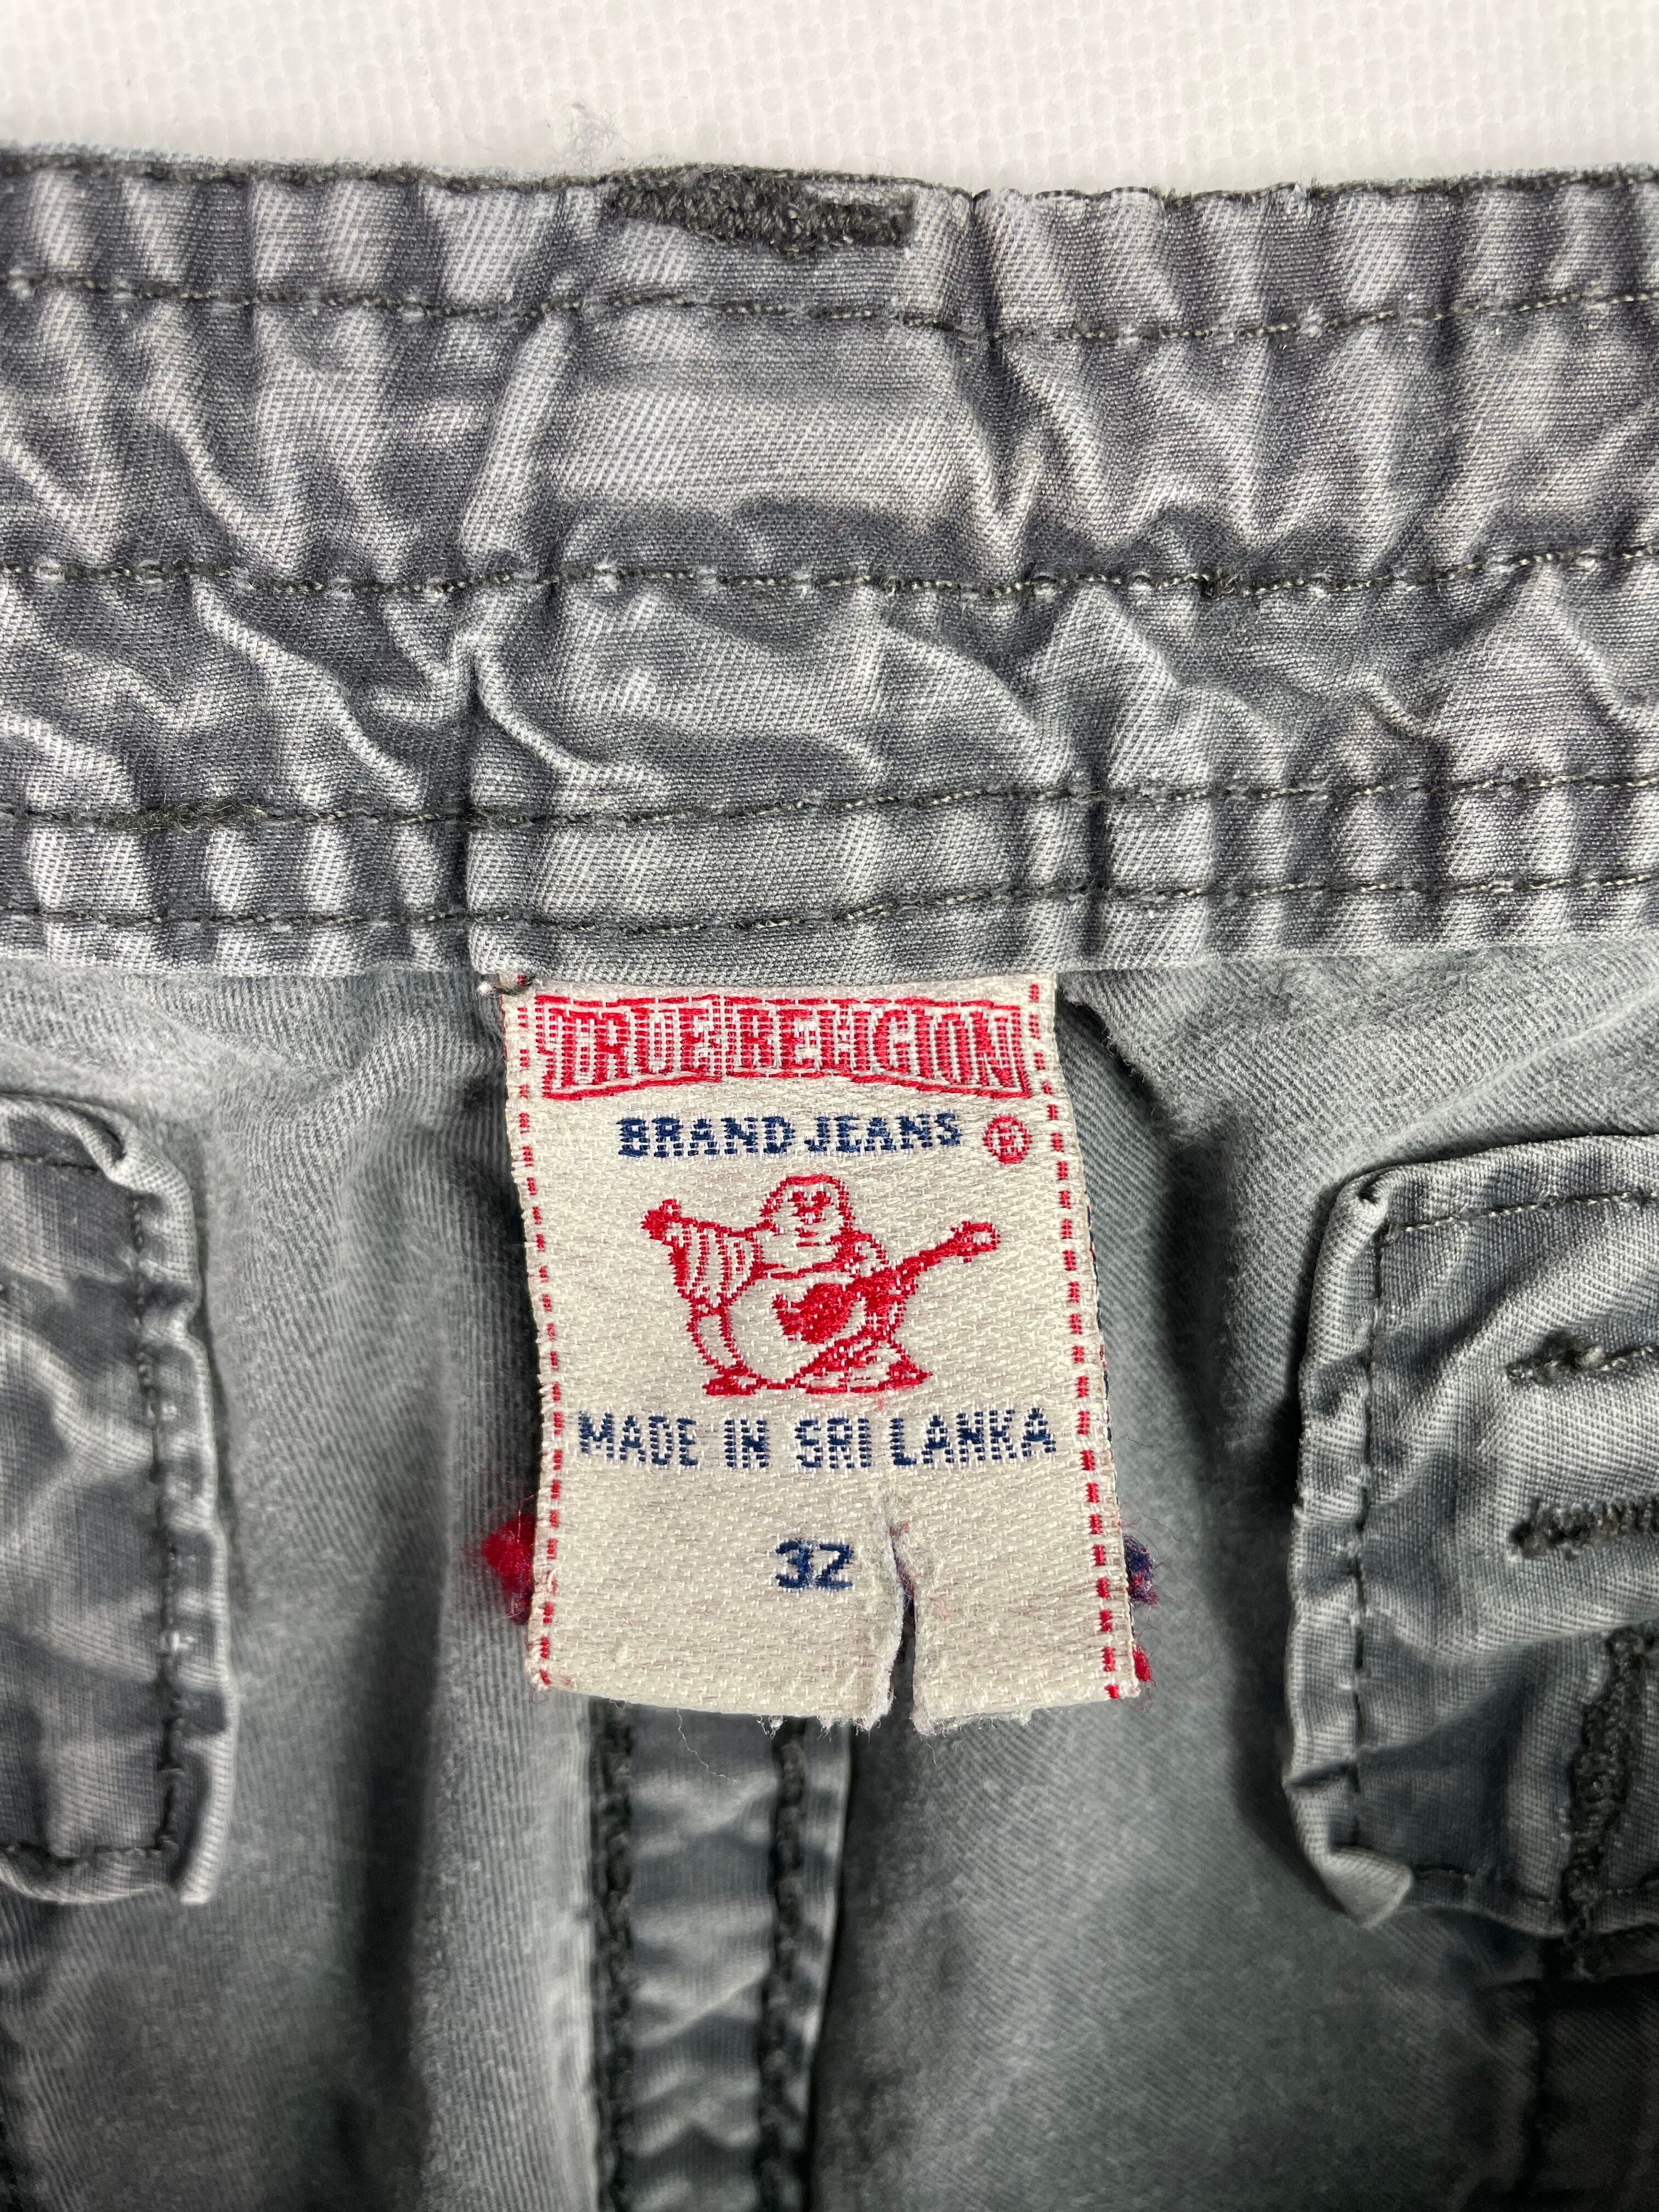 TRUE RELIGION
BRAND JEANS ®
MADE IN SRI LANKA
32